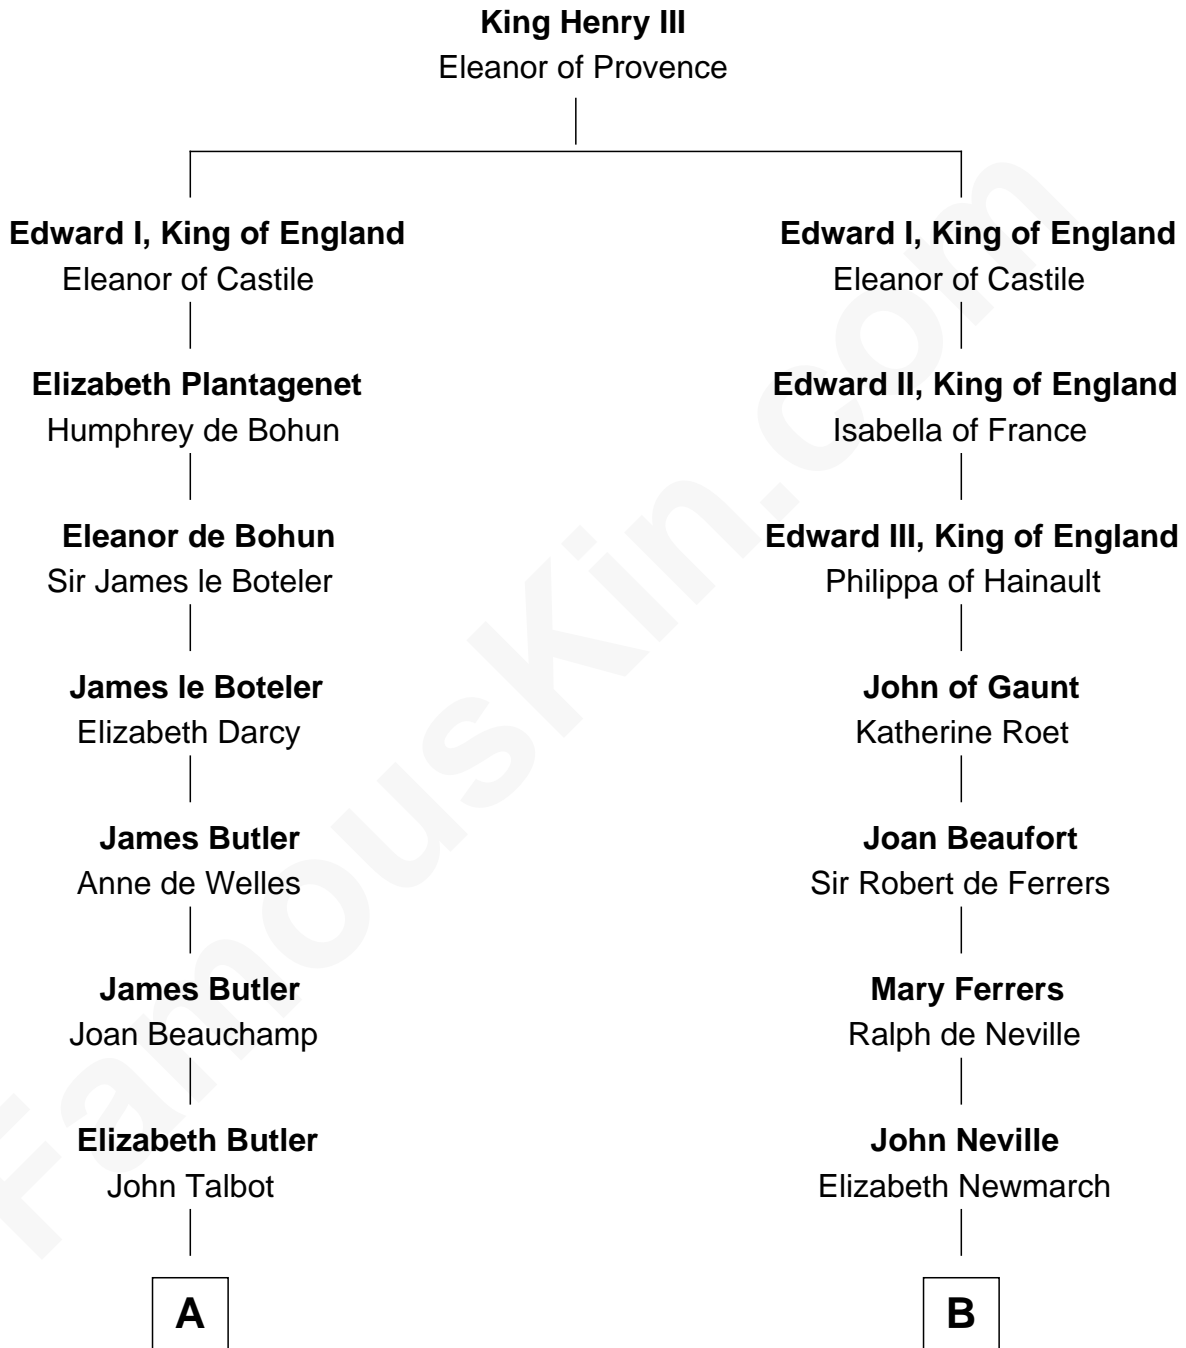 King Henry III
Eleanor of Provence
Edward I, King of England
Eleanor of Castile
Elizabeth Plantagenet
Humphrey de Bohun
Eleanor de Bohun
Sir James le Boteler
James le Boteler
Elizabeth Darcy
James Butler
Anne de Welles
James Butler
Joan Beauchamp
Elizabeth Butler
John Talbot
A
Edward I, King of England
Eleanor of Castile
Edward II, King of England
Isabella of France
Edward III, King of England
Philippa of Hainault
John of Gaunt
Katherine Roet
Joan Beaufort
Sir Robert de Ferrers
Mary Ferrers
Ralph de Neville
John Neville
Elizabeth Newmarch
B
FamousKin.com